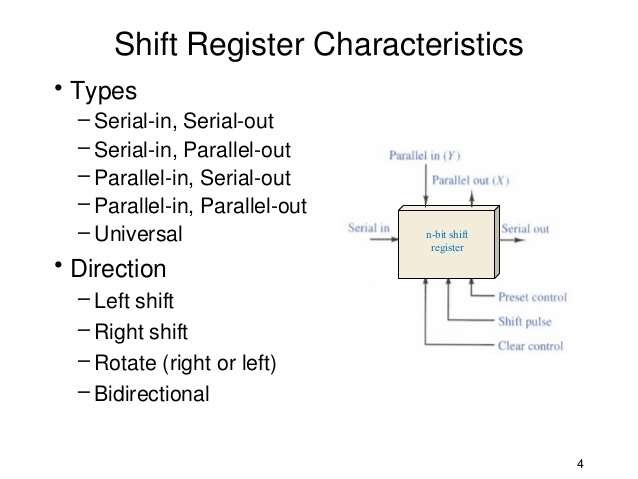 Shift Register Characteristics
• Types
– Serial-in, Serial-out
– Serial-in, Parallel-out
– Parallel-in, Serial-out
– Parallel-in, Parallel-out
– Universal
• Direction
– Left shift
– Right shift
– Rotate (right or left)
– Bidirectional
Parallel in (Y)
Parallel out (X)
Serial in
n-bit shift
register
Serial out
Preset control
Shift pulse
Clear control
4